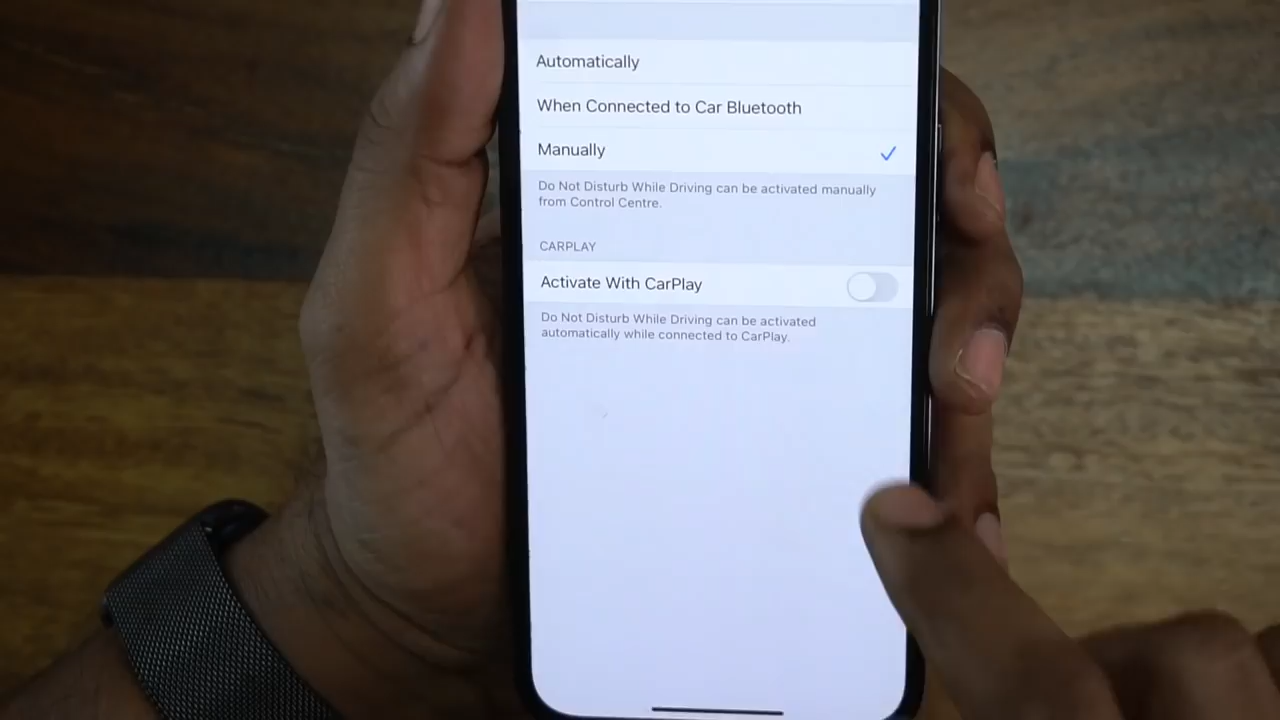 Automatically
When Connected to Car Bluetooth
Manually
Do Not Disturb While Driving can be activated manually
from Control Centre.
CARPLAY
Activate With CarPlay
Do Not Disturb While Driving can be activated
automatically while connected to CarPlay.